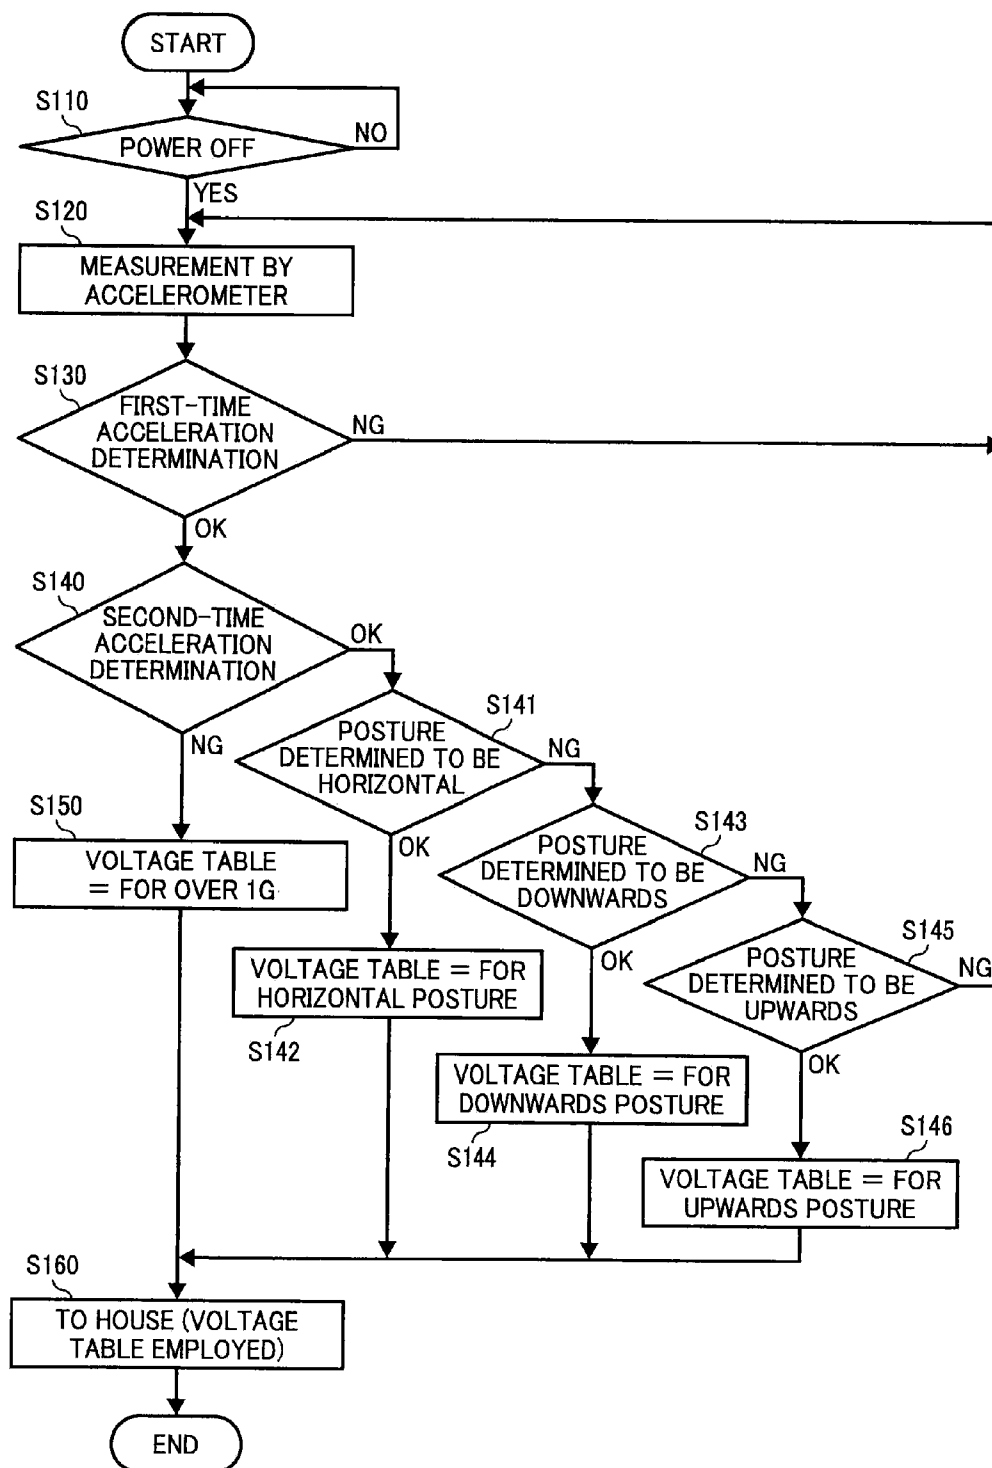 START
S110
POWER OFF
NO
YES
S120
MEASUREMENT BY
ACCELEROMETER
S130
FIRST-TIME
ACCELERATION
DETERMINATION
NG
OK
S140
SECOND-TIME
ACCELERATION
DETERMINATION
OK
NG
S141
POSTURE
DETERMINED TO BE
HORIZONTAL
NG
OK
S150
VOLTAGE TABLE
= FOR OVER 1G
S143
POSTURE
DETERMINED TO BE
DOWNWARDS
NG
OK
VOLTAGE TABLE = FOR
HORIZONTAL POSTURE
S142
S145
POSTURE
DETERMINED TO BE
UPWARDS
NG
OK
VOLTAGE TABLE = FOR
DOWNWARDS POSTURE
S144
S146
VOLTAGE TABLE = FOR
UPWARDS POSTURE
S160
TO HOUSE (VOLTAGE
TABLE EMPLOYED)
END